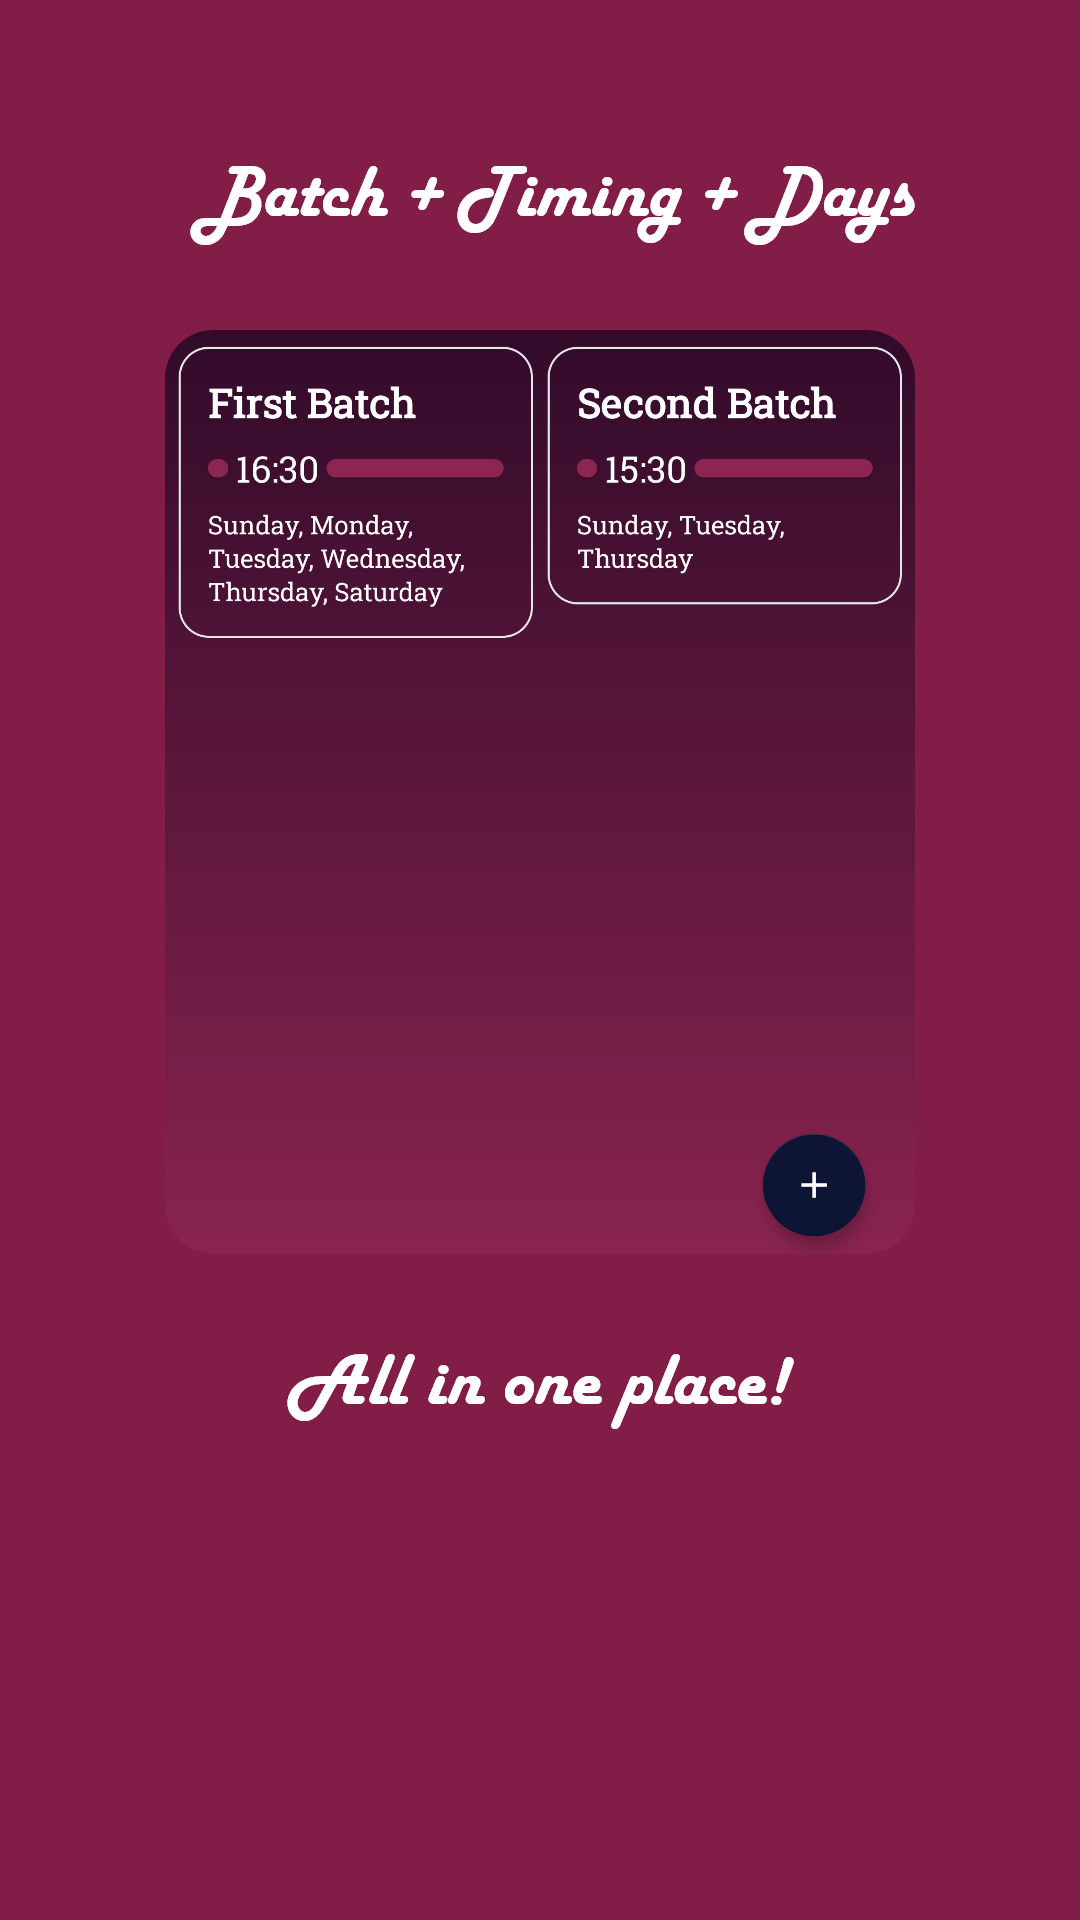 Batch + Timing + Days
First Batch
16:30
Sunday, Monday,
Tuesday, Wednesday,
Thursday, Saturday
Second Batch
15:30
Sunday, Tuesday,
Thursday
+
All in one place!